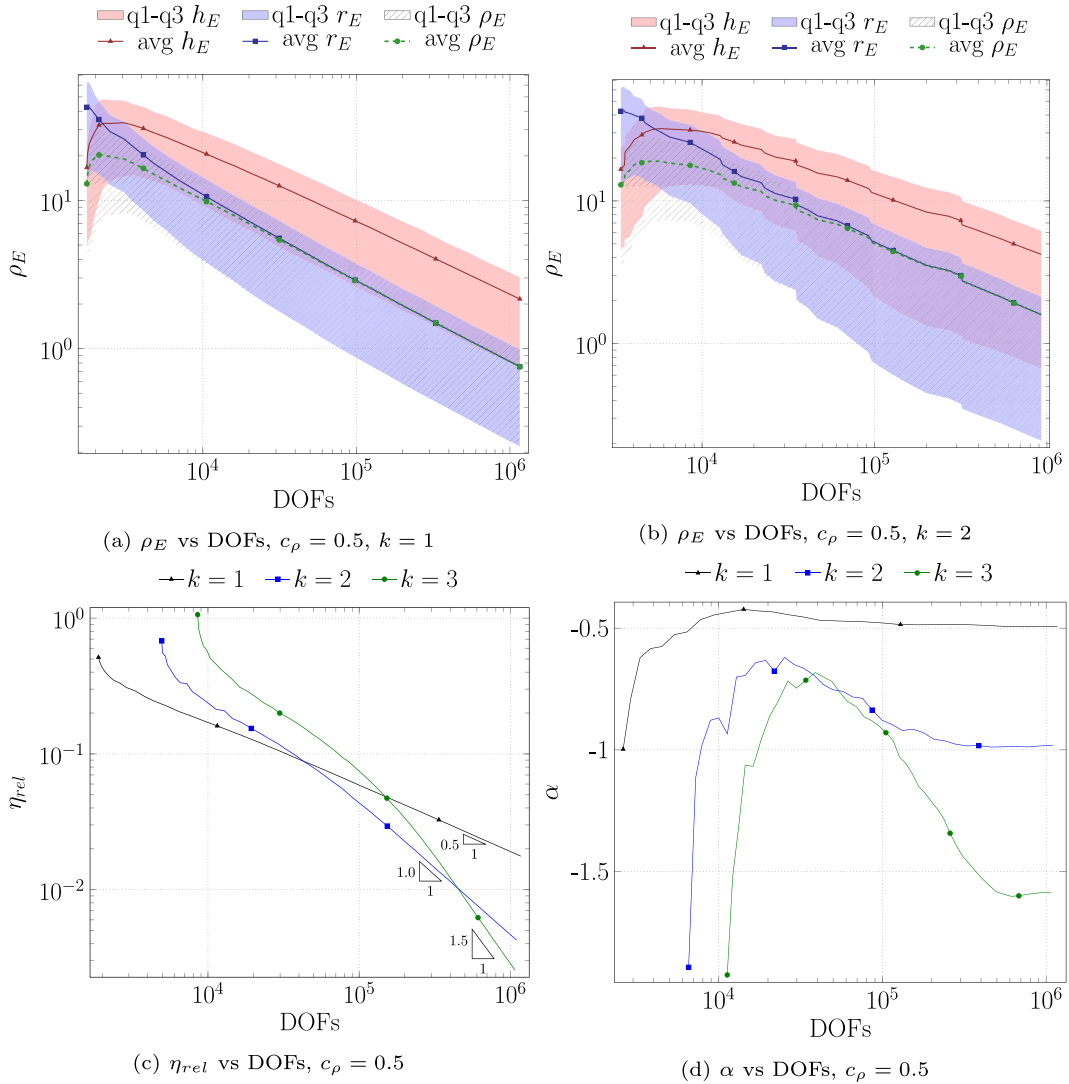 q1-q3 h_E q1-q3 r_E q1-q3 ρ_E
avg h_E avg r_E avg ρ_E
10^1
10^0
ρ_E
10^4 10^5 10^6
DOFs
(a) ρ_E vs DOFs, c_ρ = 0.5, k = 1
q1-q3 h_E q1-q3 r_E q1-q3 ρ_E
avg h_E avg r_E avg ρ_E
10^1
10^0
ρ_E
10^4 10^5 10^6
DOFs
(b) ρ_E vs DOFs, c_ρ = 0.5, k = 2
k = 1 k = 2 k = 3
10^0
10^−1
10^−2
η_rel
0.5
1
1.0
1
1.5
1
10^4 10^5 10^6
DOFs
(c) η_rel vs DOFs, c_ρ = 0.5
k = 1 k = 2 k = 3
-0.5
-1
-1.5
α
10^4 10^5 10^6
DOFs
(d) α vs DOFs, c_ρ = 0.5